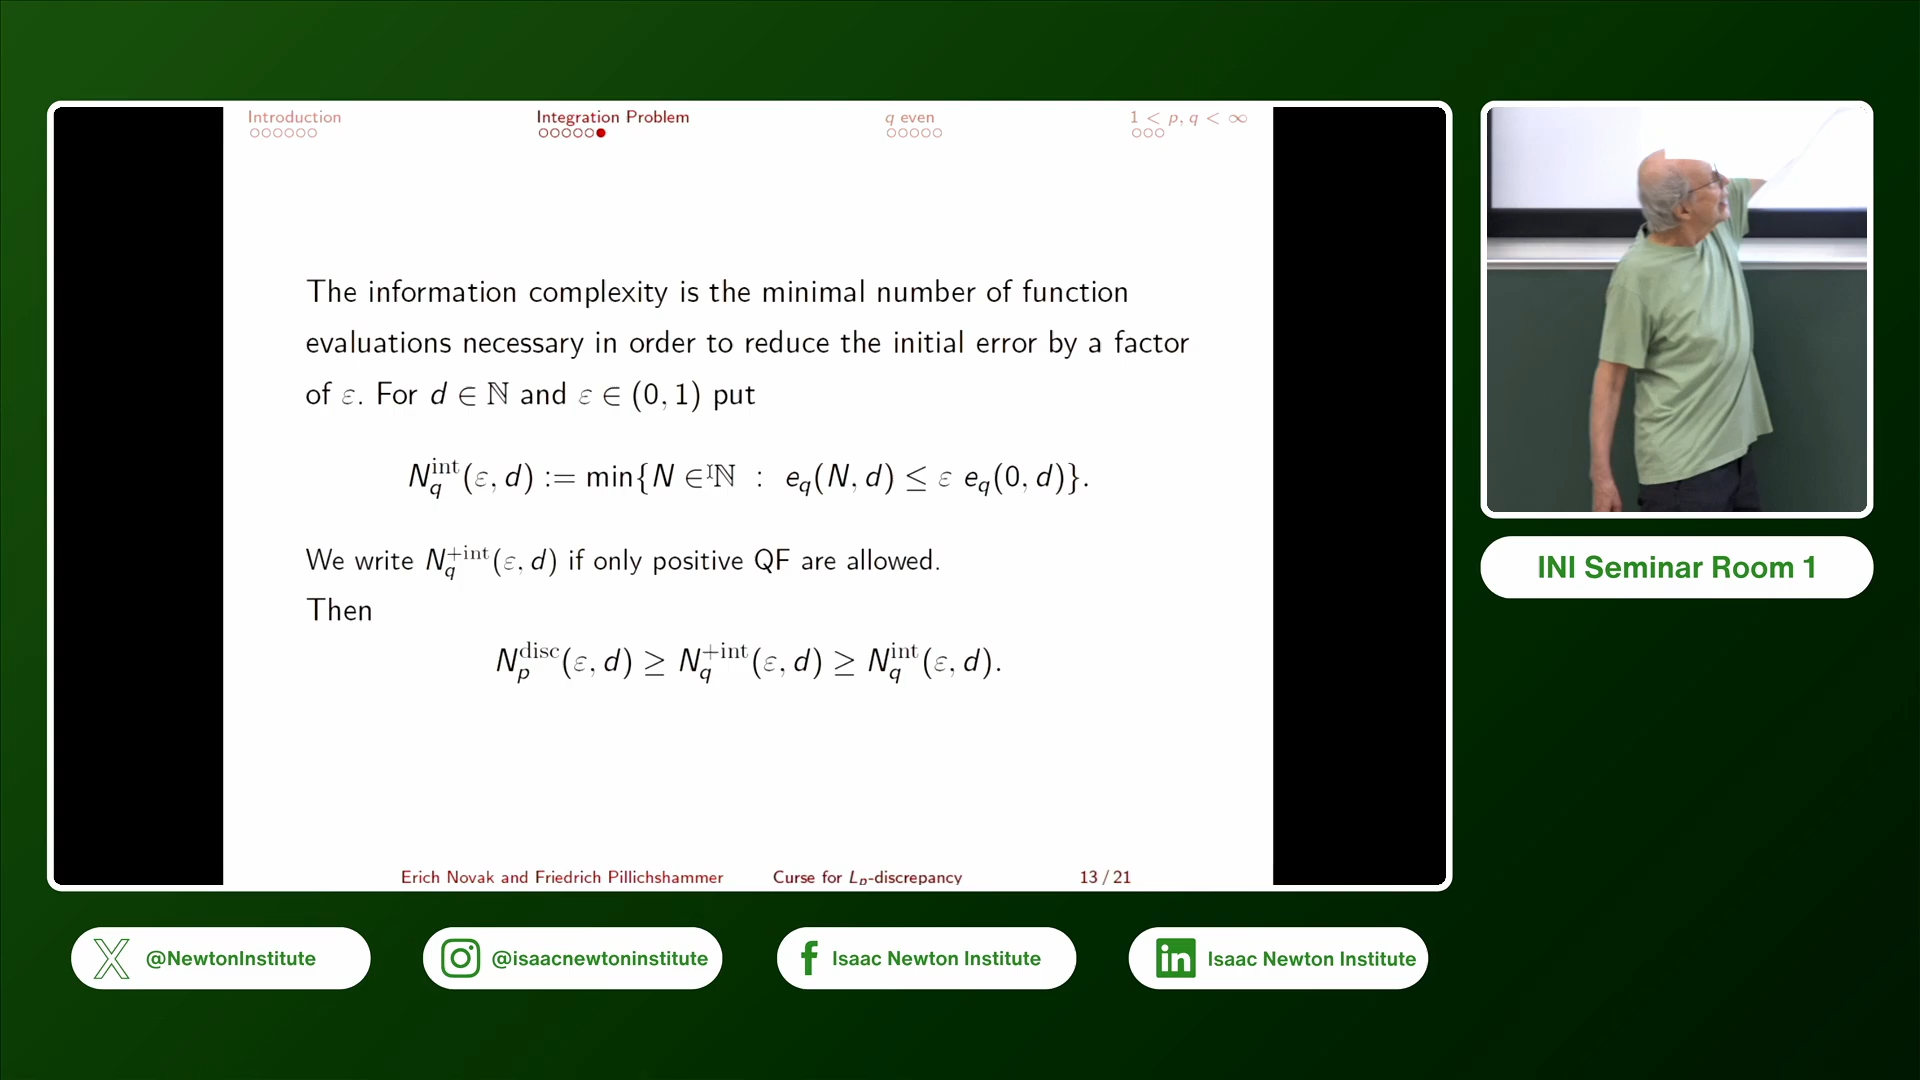 Introduction
Integration Problem
q even
1 < p, q < ∞
The information complexity is the minimal number of function
evaluations necessary in order to reduce the initial error by a factor
of ε. For d ∈ ℕ and ε ∈ (0, 1) put
N_q^{int}(ε, d) := min{N ∈ ℕ : e_q(N, d) ≤ ε e_q(0, d)}.
We write N_q^{+int}(ε, d) if only positive QF are allowed.
Then
N_p^{disc}(ε, d) ≥ N_q^{+int}(ε, d) ≥ N_q^{int}(ε, d).
Erich Novak and Friedrich Pillichshammer
Curse for L_p-discrepancy
13 / 21
INI Seminar Room 1
@NewtonInstitute
@isaacnewtoninstitute
Isaac Newton Institute
Isaac Newton Institute